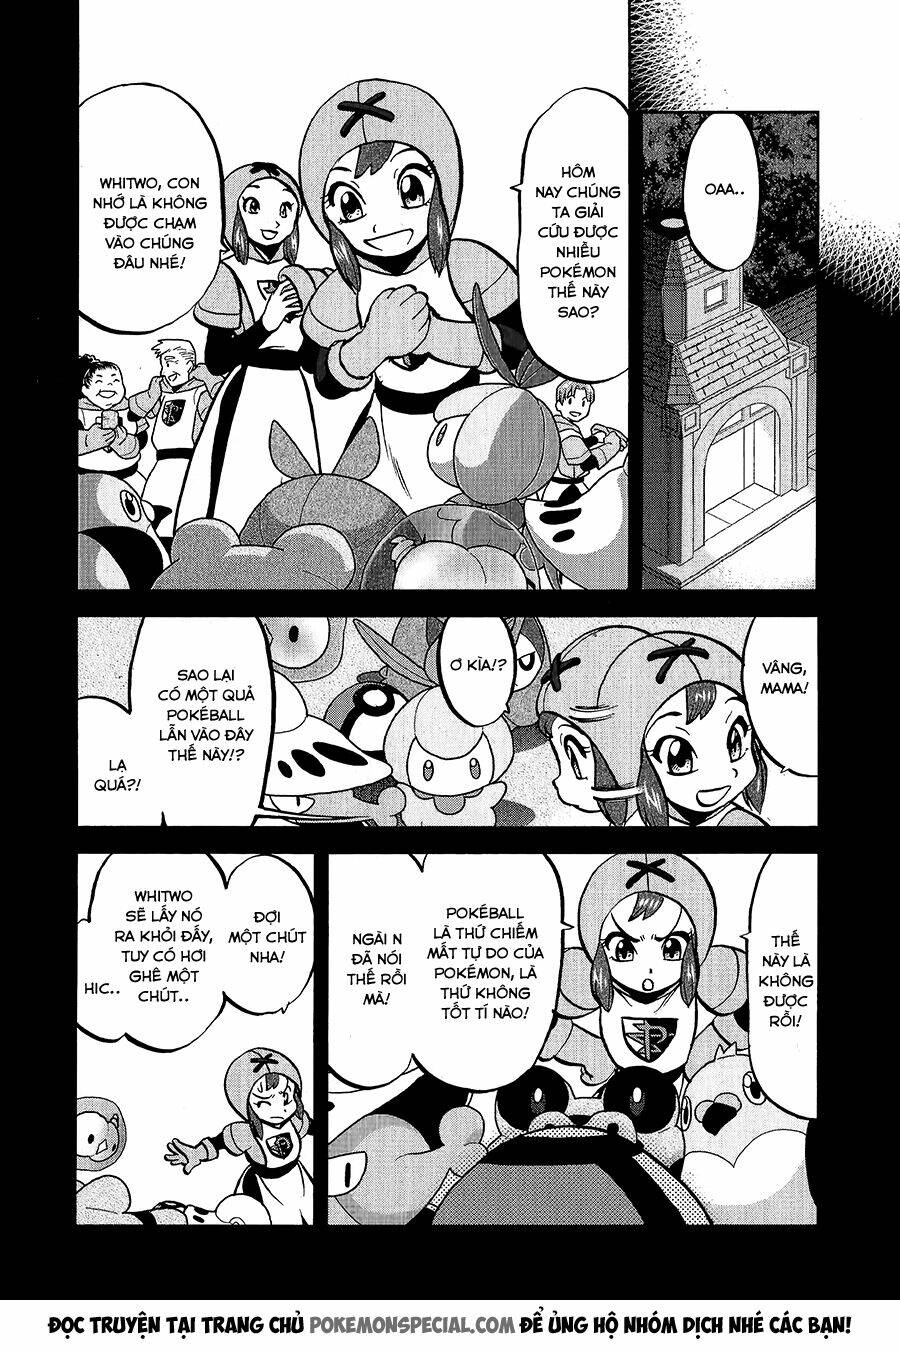 OAA..
HÔM
NAY CHÚNG
TA GIẢI
CỨU ĐƯỢC
NHIỀU
POKÉMON
THẾ NÀY
SAO?
WHITWO, CON
NHỚ LÀ KHÔNG
ĐƯỢC CHẠM
VÀO CHÚNG
ĐÂU NHÉ!
VÂNG,
MAMA!
Ơ KÌA!?
SAO LẠI
CÓ MỘT QUẢ
POKÉBALL
LẪN VÀO ĐÂY
THẾ NÀY!?
LẠ
QUÁ?!
THẾ
NÀY LÀ
KHÔNG
ĐƯỢC
RỒI!
POKÉBALL
LÀ THỨ CHIẾM
MẤT TỰ DO CỦA
POKÉMON, LÀ
THỨ KHÔNG
TỐT TÍ NÀO!
NGÀI N
ĐÃ NÓI
THẾ RỒI
MÀ!
ĐỢI
MỘT CHÚT
NHA!
WHITWO
SẼ LẤY NÓ
RA KHỎI ĐẤY,
TUY CÓ HƠI
GHÊ MỘT
CHÚT..
HIC..
ĐỌC TRUYỆN TẠI TRANG CHỦ POKEMONSPECIAL.COM ĐỂ ỦNG HỘ NHÓM DỊCH NHÉ CÁC BẠN!